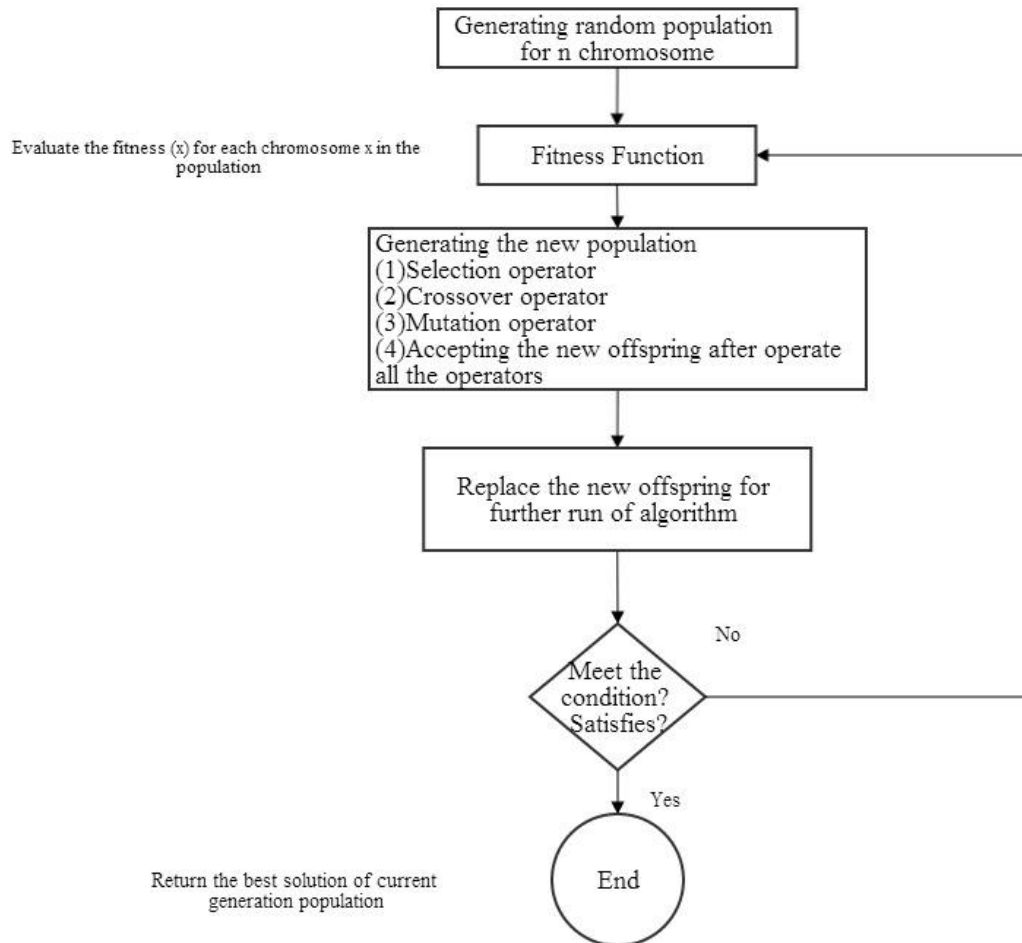 Generating random population
for n chromosome
Evaluate the fitness (x) for each chromosome x in the
population
Fitness Function
Generating the new population
(1)Selection operator
(2)Crossover operator
(3)Mutation operator
(4)Accepting the new offspring after operate
all the operators
Replace the new offspring for
further run of algorithm
No
Meet the
condition?
Satisfies?
Yes
End
Return the best solution of current
generation population